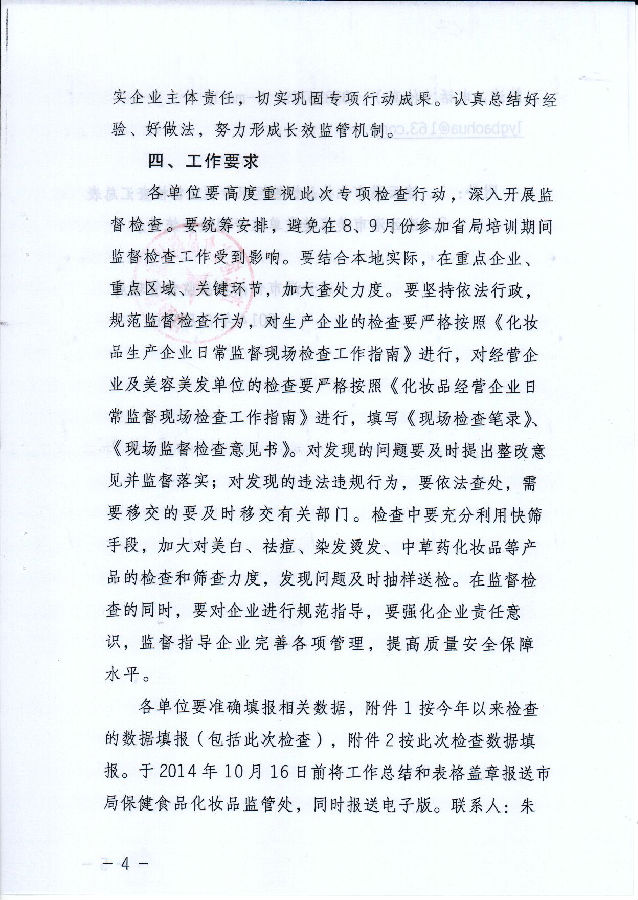 实企业主体责任，切实巩固专项行动成果。认真总结好经
验、好做法，努力形成长效监管机制。
四、工作要求
各单位要高度重视此次专项检查行动，深入开展监
督检查。要统筹安排，避免在8、9月份参加省局培训期间
监督检查工作受到影响。要结合本地实际，在重点企业、
重点区域、关键环节，加大查处力度。要坚持依法行政，
规范监督检查行为，对生产企业的检查要严格按照《化妆
品生产企业日常监督现场检查工作指南》进行，对经营企
业及美容美发单位的检查要严格按照《化妆品经营企业日
常监督现场检查工作指南》进行，填写《现场检查笔录》、
《现场监督检查意见书》。对发现的问题要及时提出整改意
见并监督落实；对发现的违法违规行为，要依法查处，需
要移交的要及时移交有关部门。检查中要充分利用快筛
手段，加大对美白、祛痘、染发烫发、中草药化妆品等产
品的检查和筛查力度，发现问题及时抽样送检。在监督检
查的同时，要对企业进行规范指导，要强化企业责任意
识，监督指导企业完善各项管理，提高质量安全保障
水平。
各单位要准确填报相关数据，附件1按今年以来检查
的数据填报（包括此次检查），附件2按此次检查数据填
报。于2014年10月16日前将工作总结和表格盖章报送市
局保健食品化妆品监管处，同时报送电子版。联系人：朱
－4－